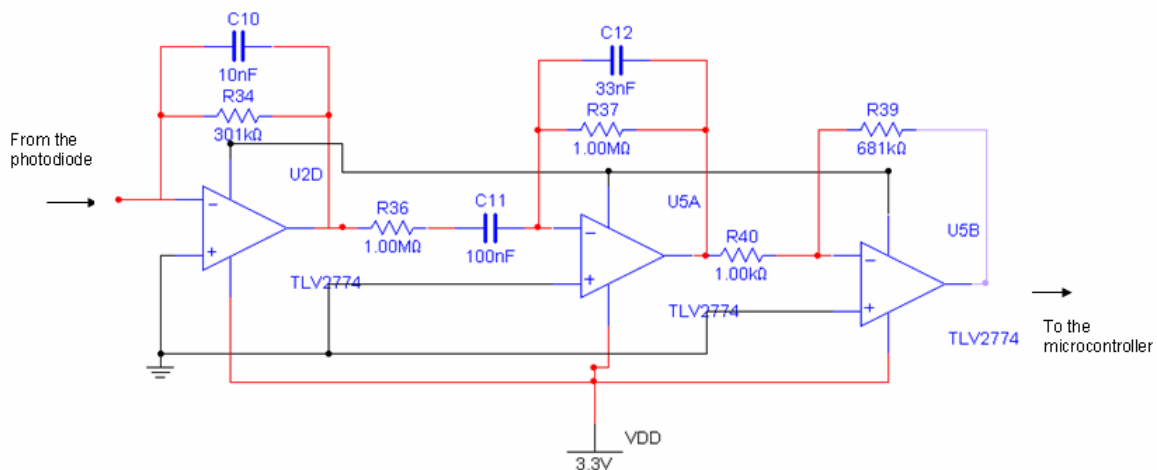 C10
10nF
R34
301kΩ
From the
photodiode
U2D
R36
1.00MΩ
C11
100nF
TLV2774
C12
33nF
R37
1.00MΩ
U5A
R40
1.00kΩ
TLV2774
R39
681kΩ
U5B
TLV2774
To the
microcontroller
VDD
3.3V